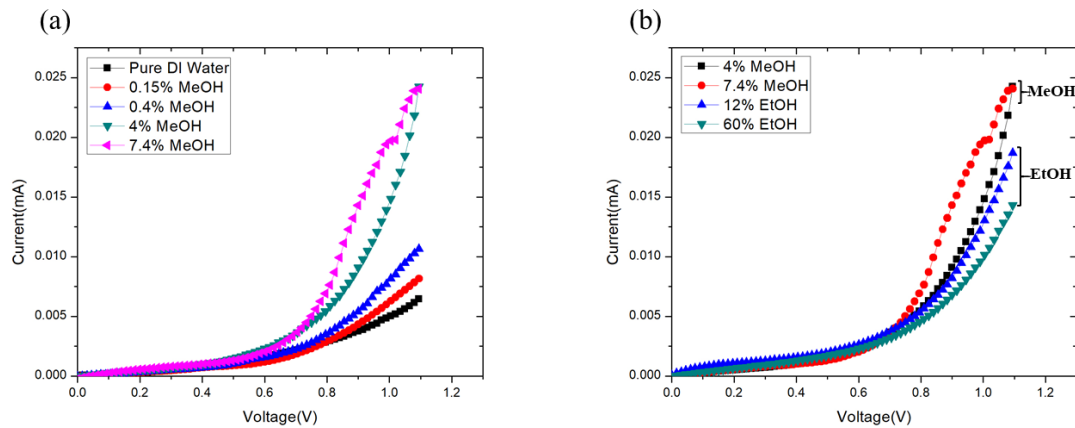 (a)
Pure DI Water
0.15% MeOH
0.4% MeOH
4% MeOH
7.4% MeOH
0.025
0.020
0.015
0.010
0.005
0.000
Current(mA)
0.0 0.2 0.4 0.6 0.8 1.0 1.2
Voltage(V)
(b)
4% MeOH
7.4% MeOH
12% EtOH
60% EtOH
MeOH
EtOH
0.025
0.020
0.015
0.010
0.005
0.000
Current(mA)
0.0 0.2 0.4 0.6 0.8 1.0 1.2
Voltage(V)